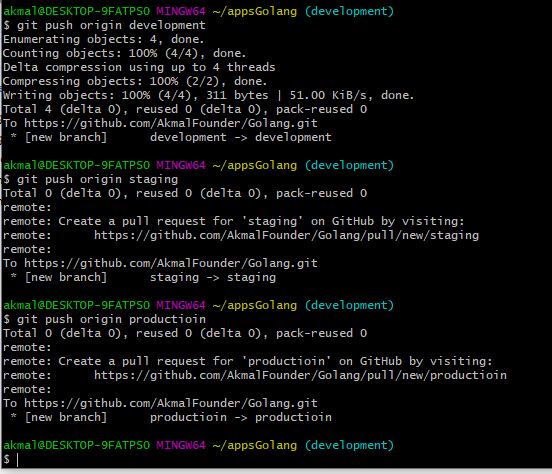 akmal@DESKTOP-9FATPSO MINGW64 ~/appsGolang (development)
$ git push origin development
Enumerating objects: 4, done.
Counting objects: 100% (4/4), done.
Delta compression using up to 4 threads
Compressing objects: 100% (2/2), done.
Writing objects: 100% (4/4), 311 bytes | 51.00 KiB/s, done.
Total 4 (delta 0), reused 0 (delta 0), pack-reused 0
To https://github.com/AkmalFounder/Golang.git
* [new branch] development -> development
akmal@DESKTOP-9FATPSO MINGW64 ~/appsGolang (development)
$ git push origin staging
Total 0 (delta 0), reused 0 (delta 0), pack-reused 0
remote:
remote: Create a pull request for 'staging' on GitHub by visiting:
remote: https://github.com/AkmalFounder/Golang/pull/new/staging
remote:
To https://github.com/AkmalFounder/Golang.git
* [new branch] staging -> staging
akmal@DESKTOP-9FATPSO MINGW64 ~/appsGolang (development)
$ git push origin productioin
Total 0 (delta 0), reused 0 (delta 0), pack-reused 0
remote:
remote: Create a pull request for 'productioin' on GitHub by visiting:
remote: https://github.com/AkmalFounder/Golang/pull/new/productioin
remote:
To https://github.com/AkmalFounder/Golang.git
* [new branch] productioin -> productioin
akmal@DESKTOP-9FATPSO MINGW64 ~/appsGolang (development)
$